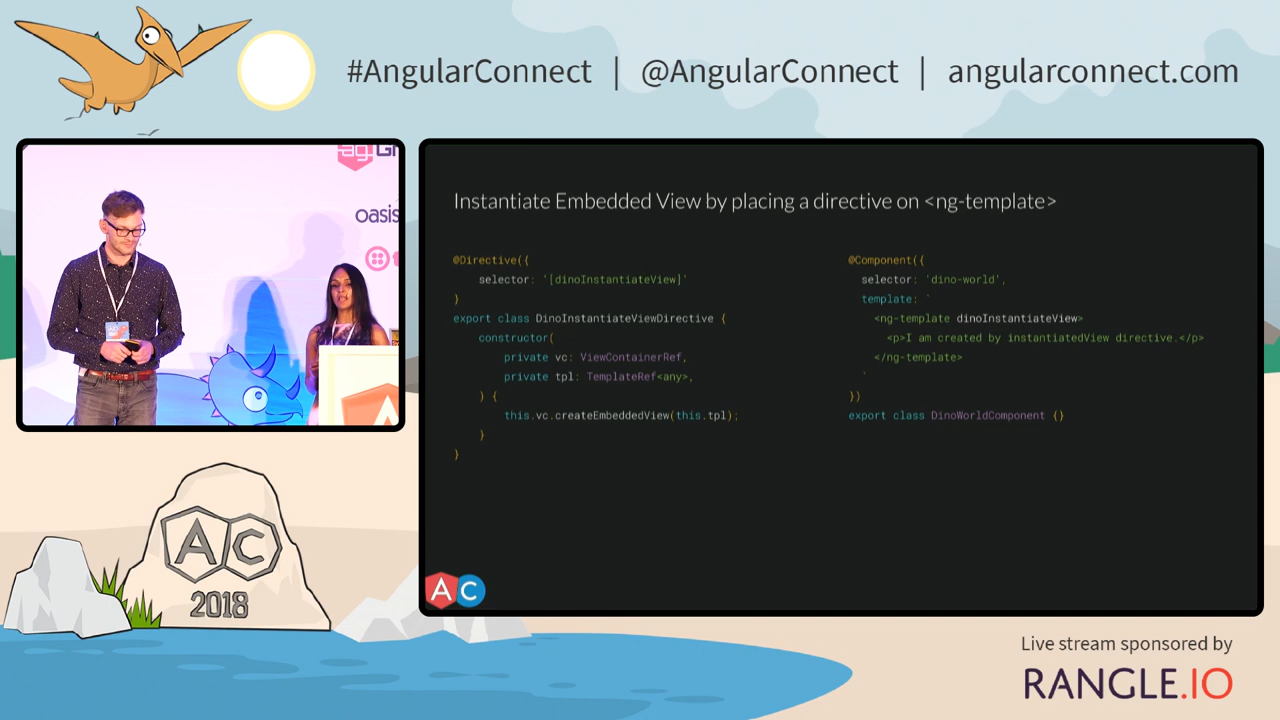 #AngularConnect | @AngularConnect | angularconnect.com
oasis
Instantiate Embedded View by placing a directive on <ng-template>
@Directive({
selector: '[dinoInstantiateView]'
}
export class DinoInstantiateViewDirective {
constructor(
private vc: ViewContainerRef,
private tpl: TemplateRef<any>,
) {
this.vc.createEmbeddedView(this.tpl);
}
}
@Component({
selector: 'dino-world',
template: `
<ng-template dinoInstantiateView>
<p>I am created by instantiatedView directive.</p>
</ng-template>
`
})
export class DinoWorldComponent {}
AC
AC
2018
Live stream sponsored by
RANGLE.IO